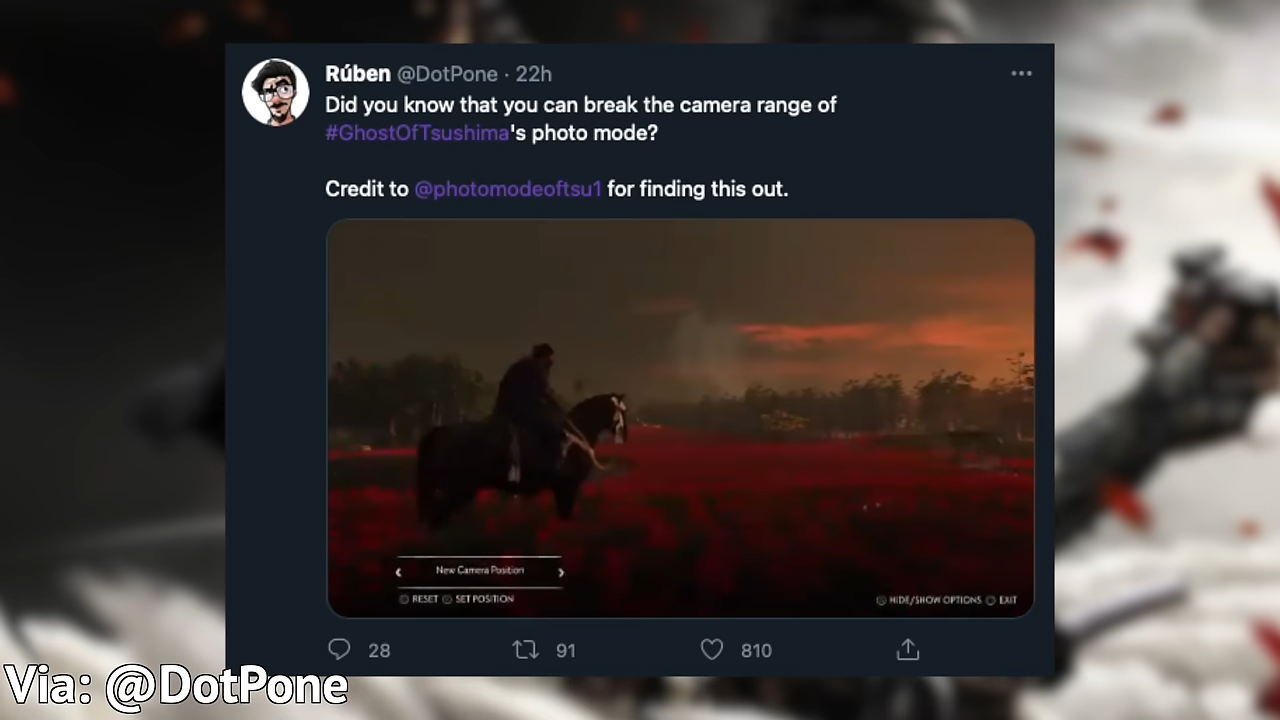 Rúben @DotPone · 22h
Did you know that you can break the camera range of
#GhostOfTsushima's photo mode?
Credit to @photomodeoftsu1 for finding this out.
New Camera Position
RESET SET POSITION
HIDE/SHOW OPTIONS EXIT
28 91 810
Via: @DotPone